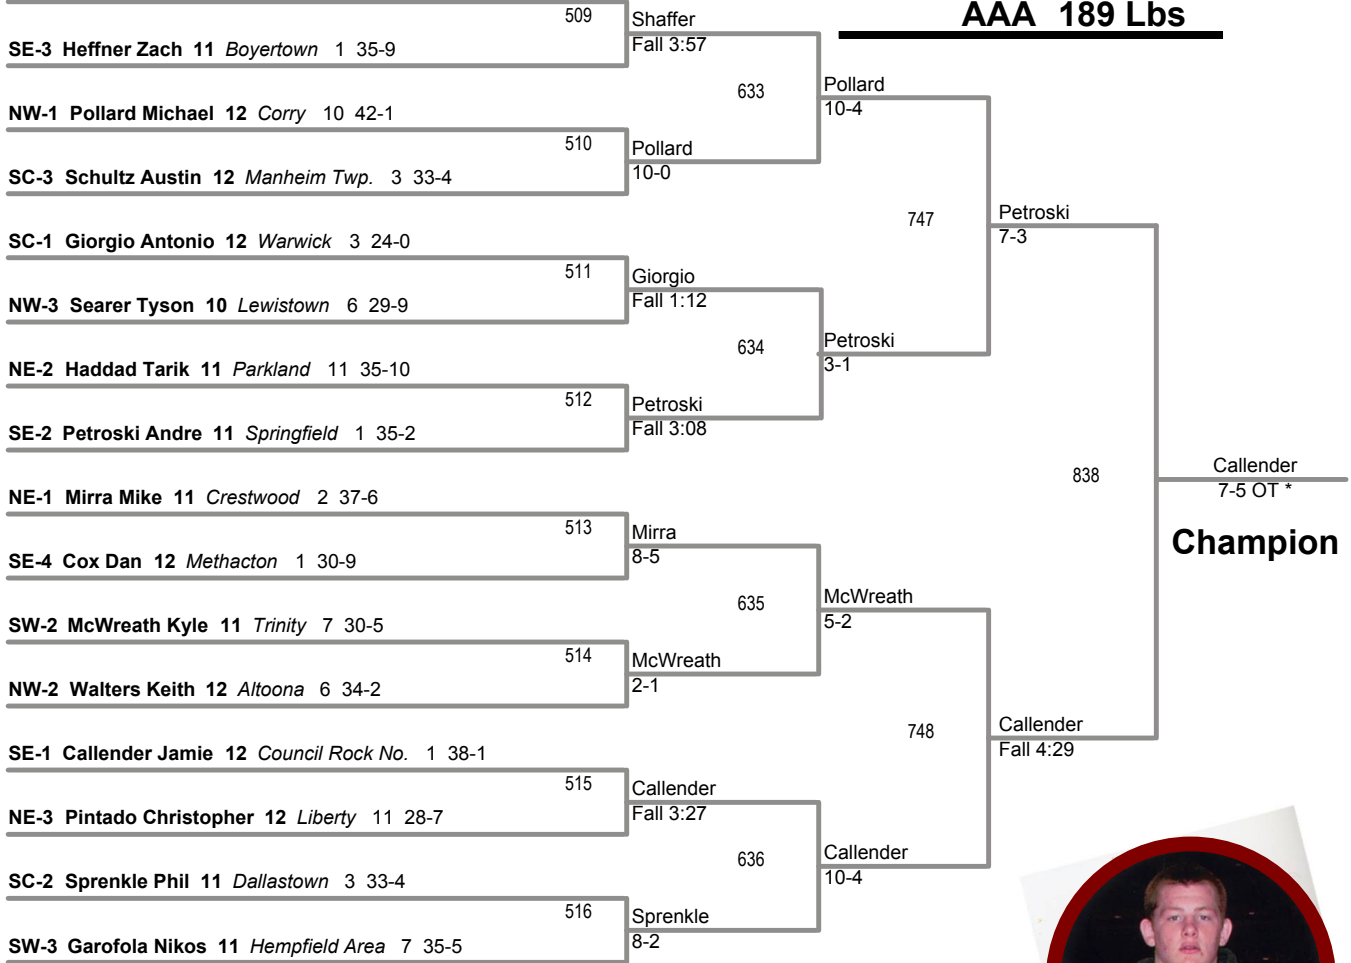 AAA 189 Lbs
509
Shaffer
Fall 3:57
SE-3 Heffner Zach 11 Boyertown 1 35-9
633
Pollard
10-4
NW-1 Pollard Michael 12 Corry 10 42-1
510
Pollard
10-0
SC-3 Schultz Austin 12 Manheim Twp. 3 33-4
747
Petroski
7-3
SC-1 Giorgio Antonio 12 Warwick 3 24-0
511
Giorgio
Fall 1:12
NW-3 Searer Tyson 10 Lewistown 6 29-9
634
Petroski
3-1
NE-2 Haddad Tarik 11 Parkland 11 35-10
512
Petroski
Fall 3:08
SE-2 Petroski Andre 11 Springfield 1 35-2
838
Callender
7-5 OT *
Champion
NE-1 Mirra Mike 11 Crestwood 2 37-6
513
Mirra
8-5
SE-4 Cox Dan 12 Methacton 1 30-9
635
McWreath
5-2
SW-2 McWreath Kyle 11 Trinity 7 30-5
514
McWreath
2-1
NW-2 Walters Keith 12 Altoona 6 34-2
748
Callender
Fall 4:29
SE-1 Callender Jamie 12 Council Rock No. 1 38-1
515
Callender
Fall 3:27
NE-3 Pintado Christopher 12 Liberty 11 28-7
636
Callender
10-4
SC-2 Sprenkle Phil 11 Dallastown 3 33-4
516
Sprenkle
8-2
SW-3 Garofola Nikos 11 Hempfield Area 7 35-5